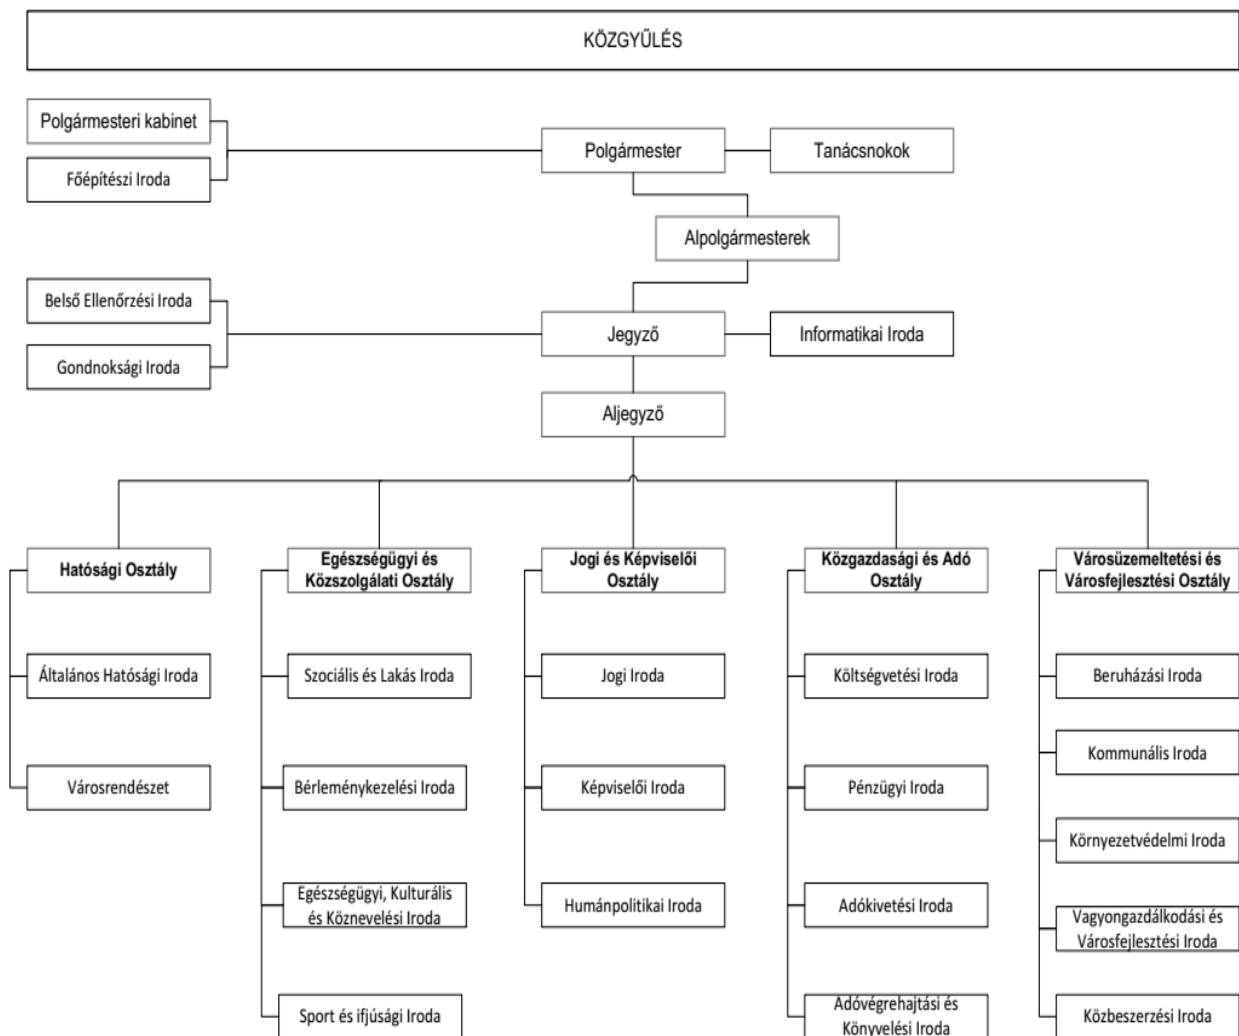 KÖZGYŰLÉS
Polgármesteri kabinet
Polgármester
Tanácsnokok
Főépítészi Iroda
Alpolgármesterek
Belső Ellenőrzési Iroda
Jegyző
Informatikai Iroda
Gondnoksági Iroda
Aljegyző
Hatósági Osztály
Egészségügyi és
Közszolgálati Osztály
Jogi és Képviselői
Osztály
Közgazdasági és Adó
Osztály
Városüzemeltetési és
Városfejlesztési Osztály
Általános Hatósági Iroda
Szociális és Lakás Iroda
Jogi Iroda
Költségvetési Iroda
Beruházási Iroda
Kommunális Iroda
Városrendészet
Bérleménykezelési Iroda
Képviselői Iroda
Pénzügyi Iroda
Környezetvédelmi Iroda
Egészségügyi, Kulturális
és Köznevelési Iroda
Humánpolitikai Iroda
Adókivetési Iroda
Vagyongazdálkodási és
Városfejlesztési Iroda
Sport és ifjúsági Iroda
Adóvégrehajtási és
Könyvelési Iroda
Közbeszerzési Iroda